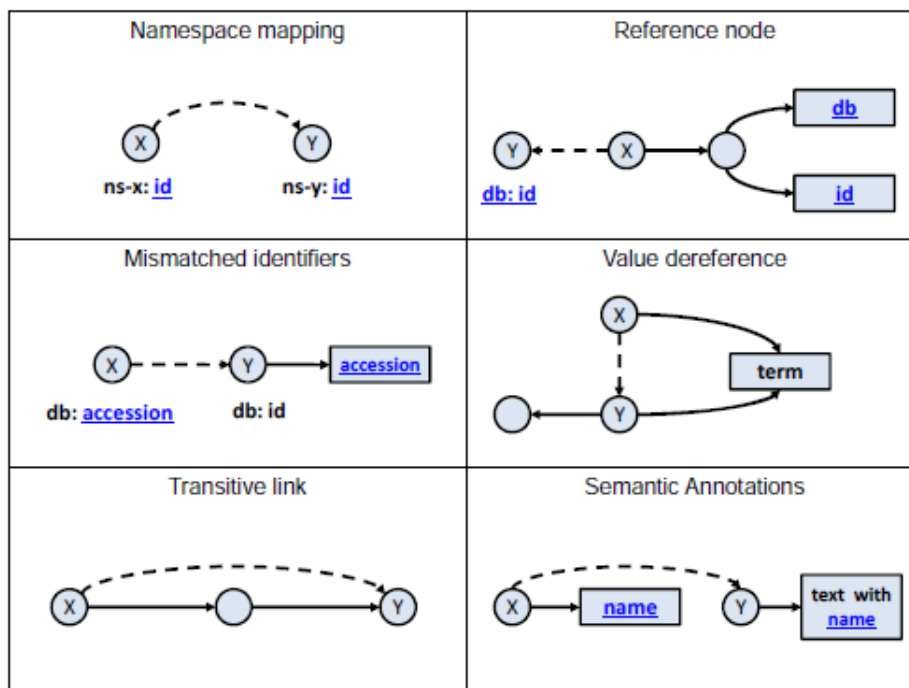 Namespace mapping
X
Y
ns-x: id
ns-y: id
Reference node
db
Y
X
db: id
id
Mismatched identifiers
X
Y
accession
db: accession
db: id
Value dereference
X
term
Y
Transitive link
X
Y
Semantic Annotations
X
name
Y
text with
name